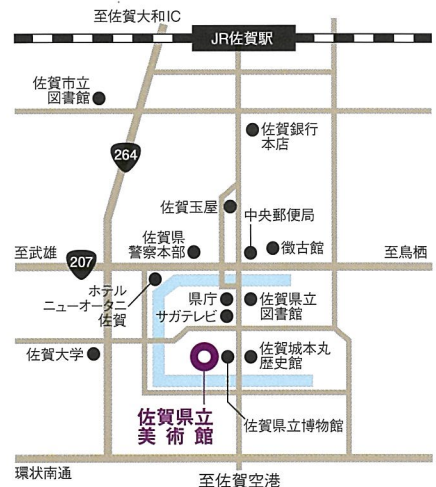 至佐賀大和IC
JR佐賀駅
佐賀市立
図書館
佐賀銀行
本店
264
佐賀玉屋
中央郵便局
佐賀県
警察本部
徴古館
至武雄
207
至鳥栖
ホテル
ニューオータニ
佐賀
県庁
サガテレビ
佐賀県立
図書館
佐賀大学
佐賀城本丸
歴史館
佐賀県立
美術館
佐賀県立博物館
環状南通
至佐賀空港